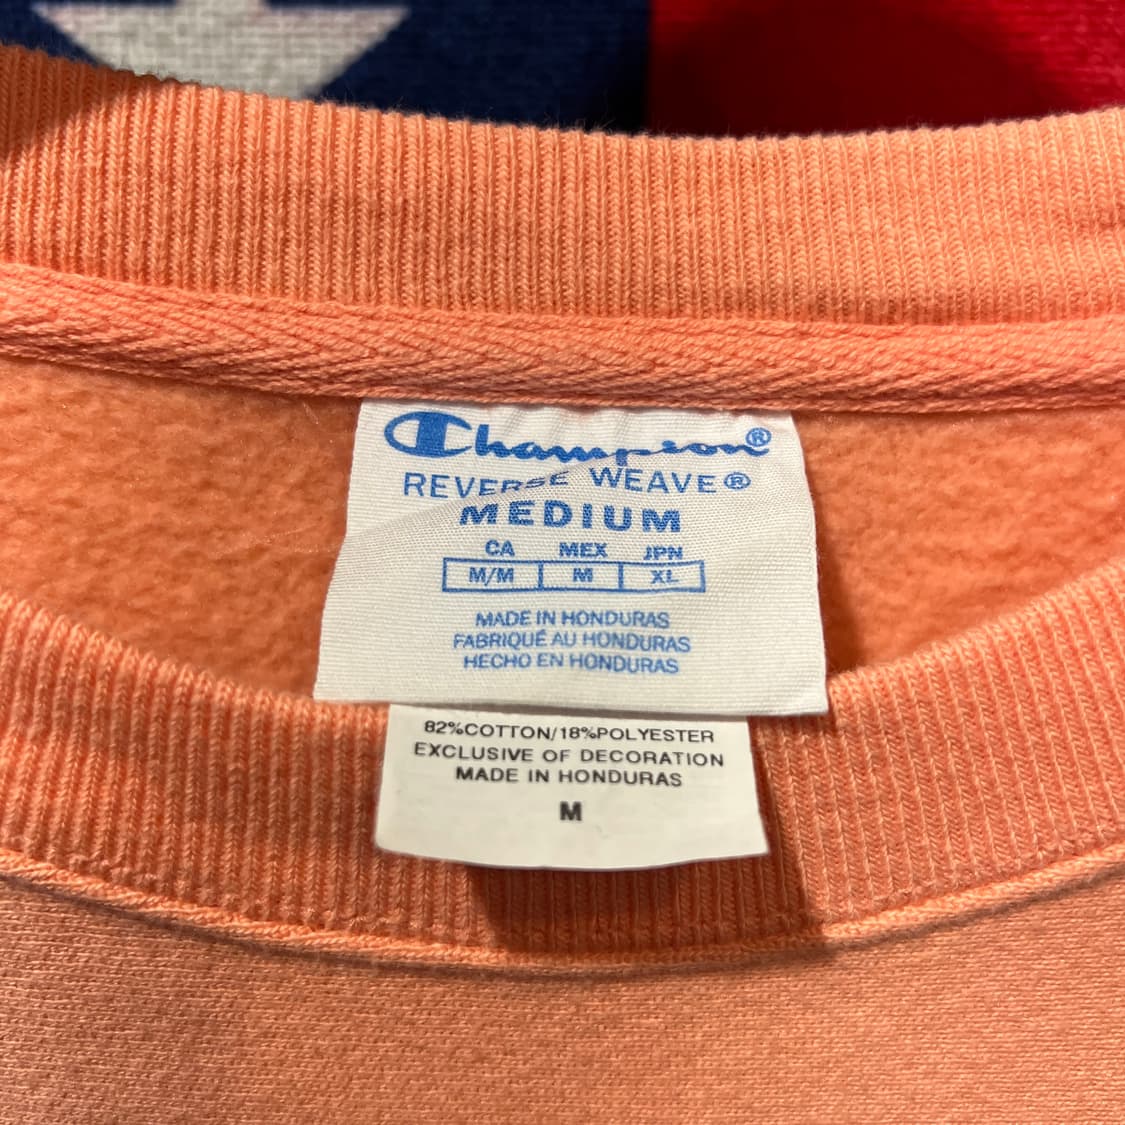 Champion®
REVERSE WEAVE®
MEDIUM
CA MEX JPN
M/M M XL
MADE IN HONDURAS
FABRIQUÉ AU HONDURAS
HECHO EN HONDURAS
82%COTTON/18%POLYESTER
EXCLUSIVE OF DECORATION
MADE IN HONDURAS
M